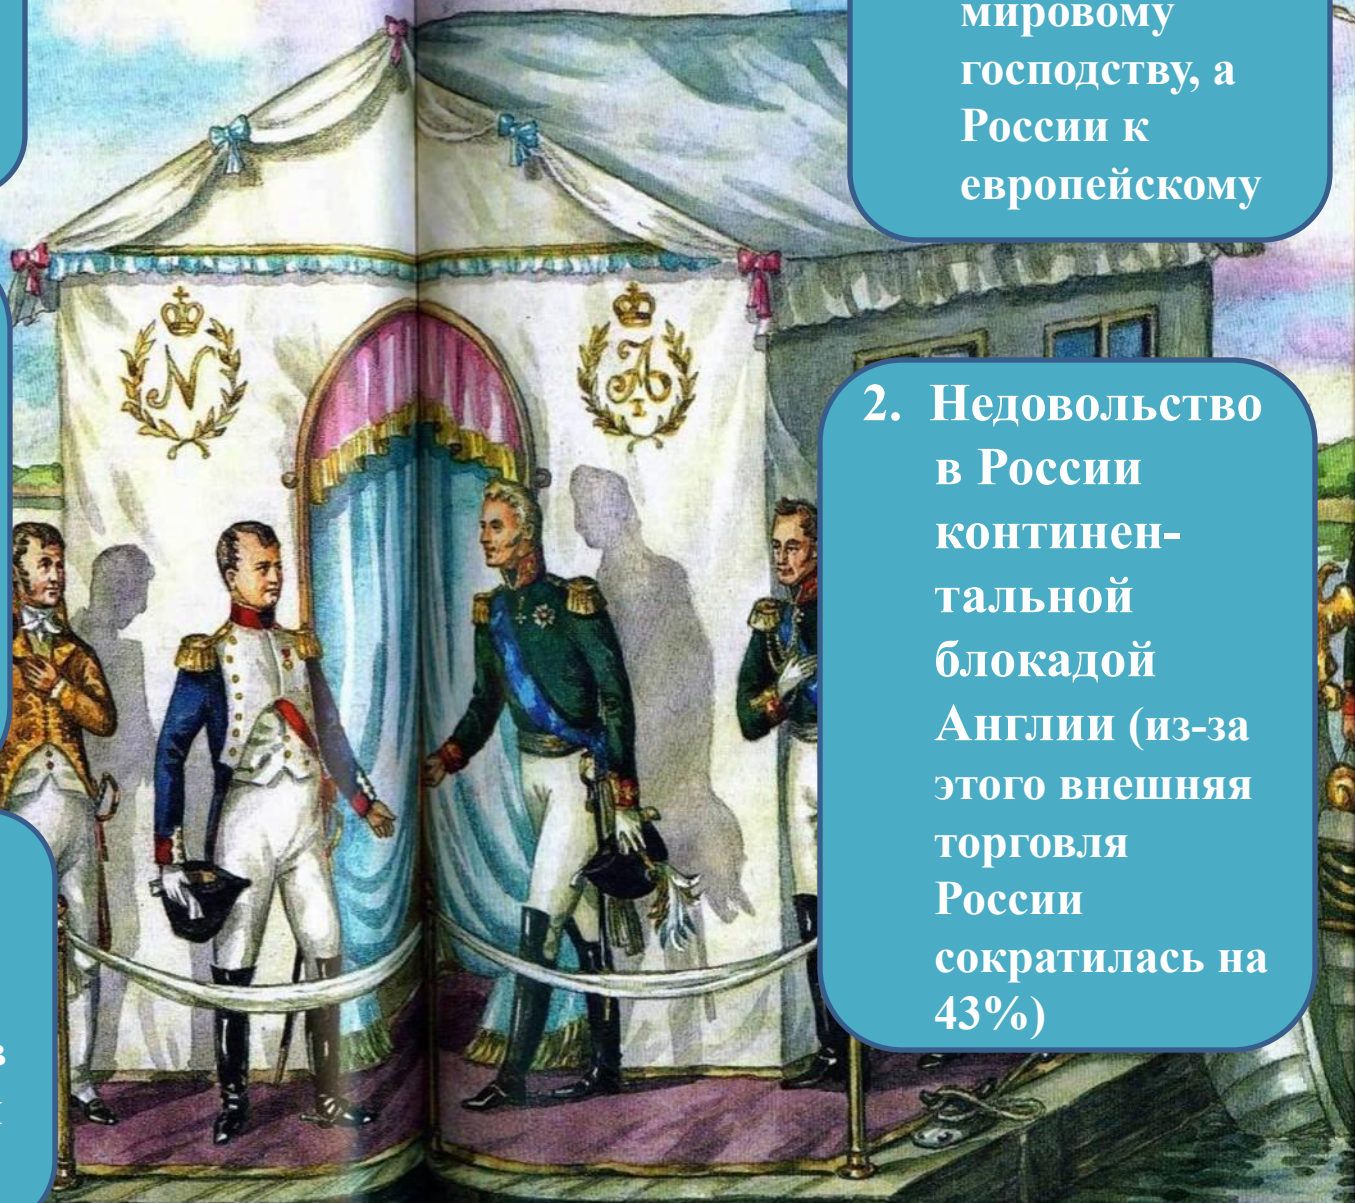 мировому
господству, а
России к
европейскому
N
А
I
2. Недовольство
в России
континен-
тальной
блокадой
Англии (из-за
этого внешняя
торговля
России
сократилась на
43%)
в